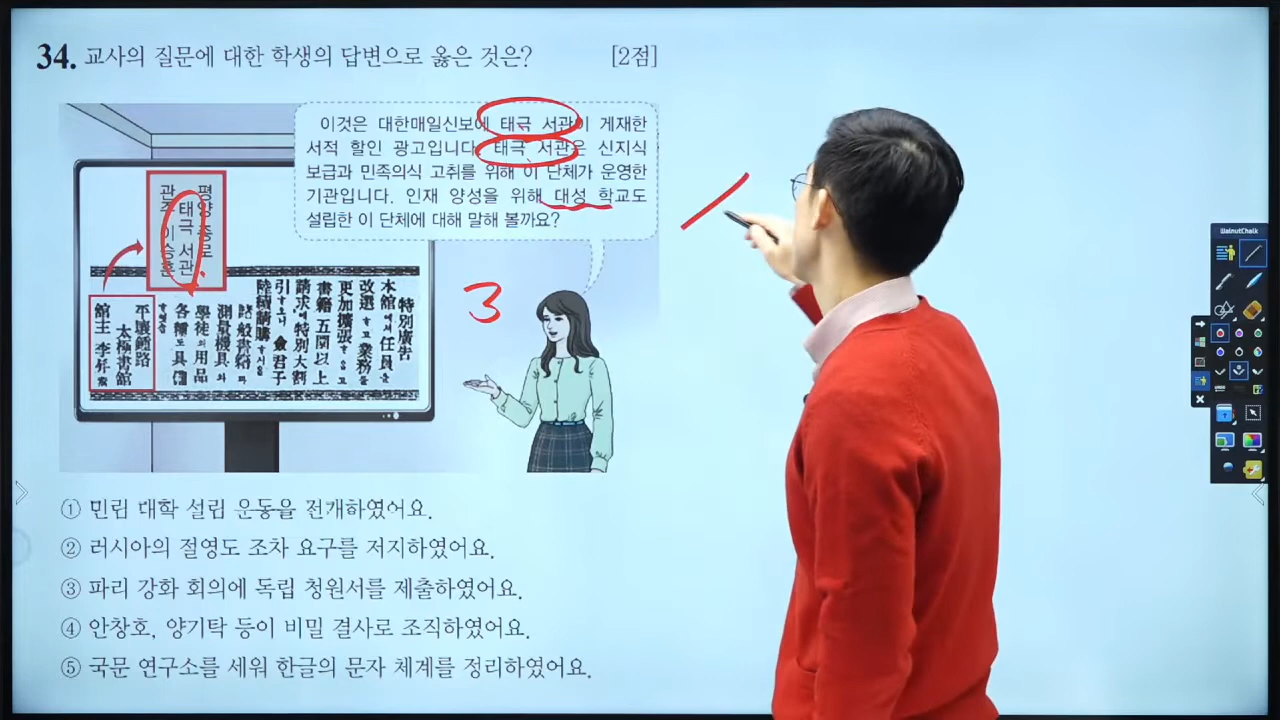 34. 교사의 질문에 대한 학생의 답변으로 옳은 것은? [2점]
이것은 대한매일신보에 태극 서관이 게재한
서적 할인 광고입니다. 태극 서관은 신지식
보급과 민족의식 고취를 위해 이 단체가 운영한
기관입니다. 인재 양성을 위해 대성 학교도
설립한 이 단체에 대해 말해 볼까요?
평양 종로
태극 서관
관주 이승훈
特別廣告
本館에서 任員을
改選하고 業務를
更加擴張하고
書籍 五圜以上
請求에 特別大割
引하오니 僉君子
陸續請購하시옵
諸般書籍과
測量機具와
學徒의 用品
各種도 具備
平壤鍾路
太極書館
館主 李昇薰
3
① 민립 대학 설립 운동을 전개하였어요.
② 러시아의 절영도 조차 요구를 저지하였어요.
③ 파리 강화 회의에 독립 청원서를 제출하였어요.
④ 안창호, 양기탁 등이 비밀 결사로 조직하였어요.
⑤ 국문 연구소를 세워 한글의 문자 체계를 정리하였어요.
WalnutChalk